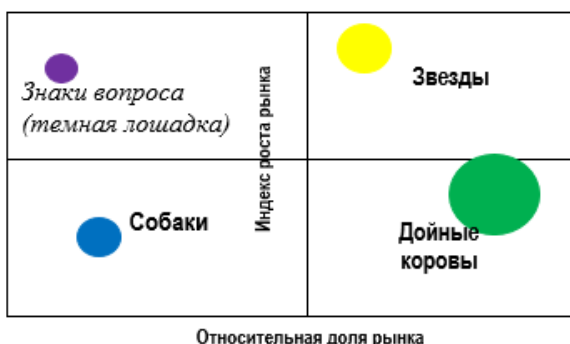 Знаки вопроса
(темная лошадка)
Индекс роста рынка
Звезды
Собаки
Дойные
коровы
Относительная доля рынка